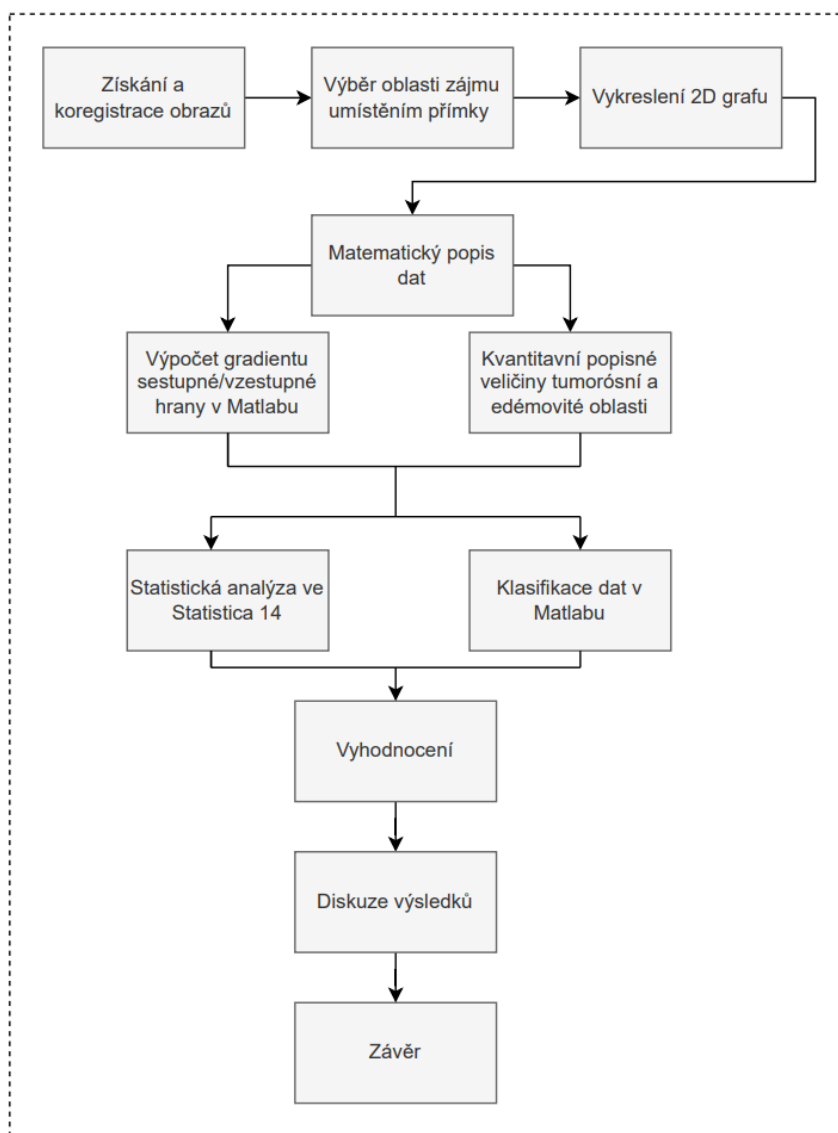 Získání a
koregistrace obrazů
Výběr oblasti zájmu
umístěním přímky
Vykreslení 2D grafu
Matematický popis
dat
Výpočet gradientu
sestupné/vzestupné
hrany v Matlabu
Kvantitavní popisné
veličiny tumorósní a
edémovité oblasti
Statistická analýza ve
Statistica 14
Klasifikace dat v
Matlabu
Vyhodnocení
Diskuze výsledků
Závěr